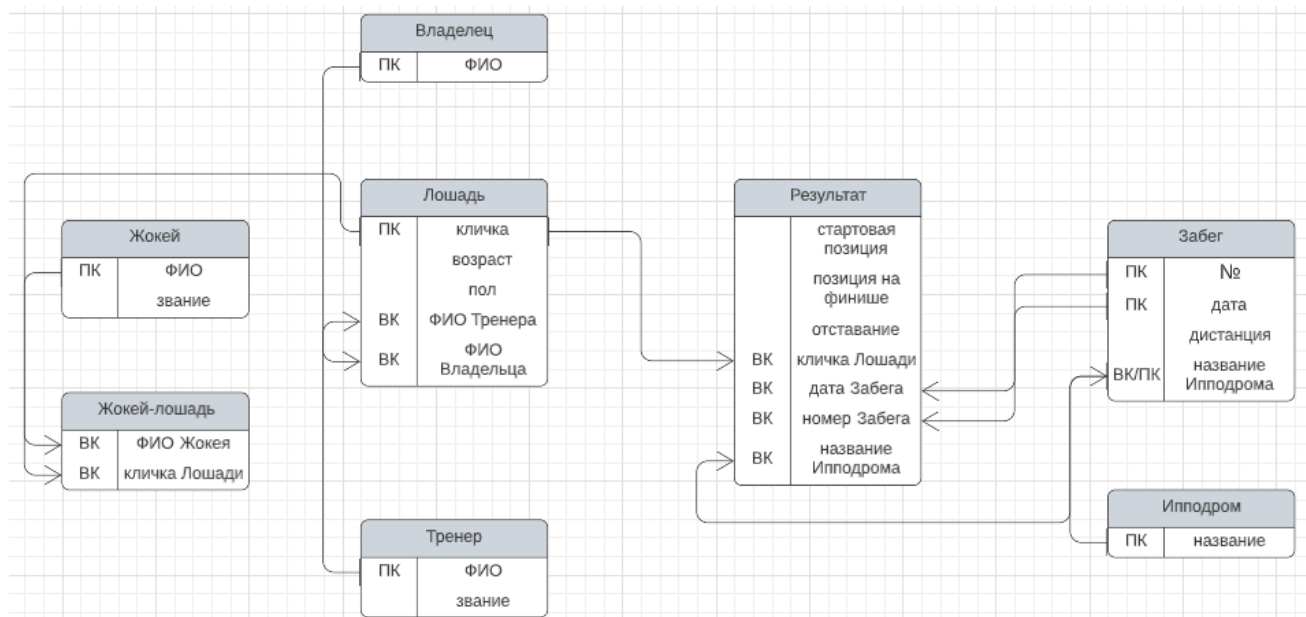 Владелец
ПК ФИО
Лошадь
ПК кличка
возраст
пол
ВК ФИО Тренера
ВК ФИО
Владельца
Жокей
ПК ФИО
звание
Жокей-лошадь
ВК ФИО Жокея
ВК кличка Лошади
Тренер
ПК ФИО
звание
Результат
стартовая
позиция
позиция на
финише
отставание
ВК кличка Лошади
ВК дата Забега
ВК номер Забега
ВК название
Ипподрома
Забег
ПК №
ПК дата
дистанция
ВК/ПК название
Ипподрома
Ипподром
ПК название